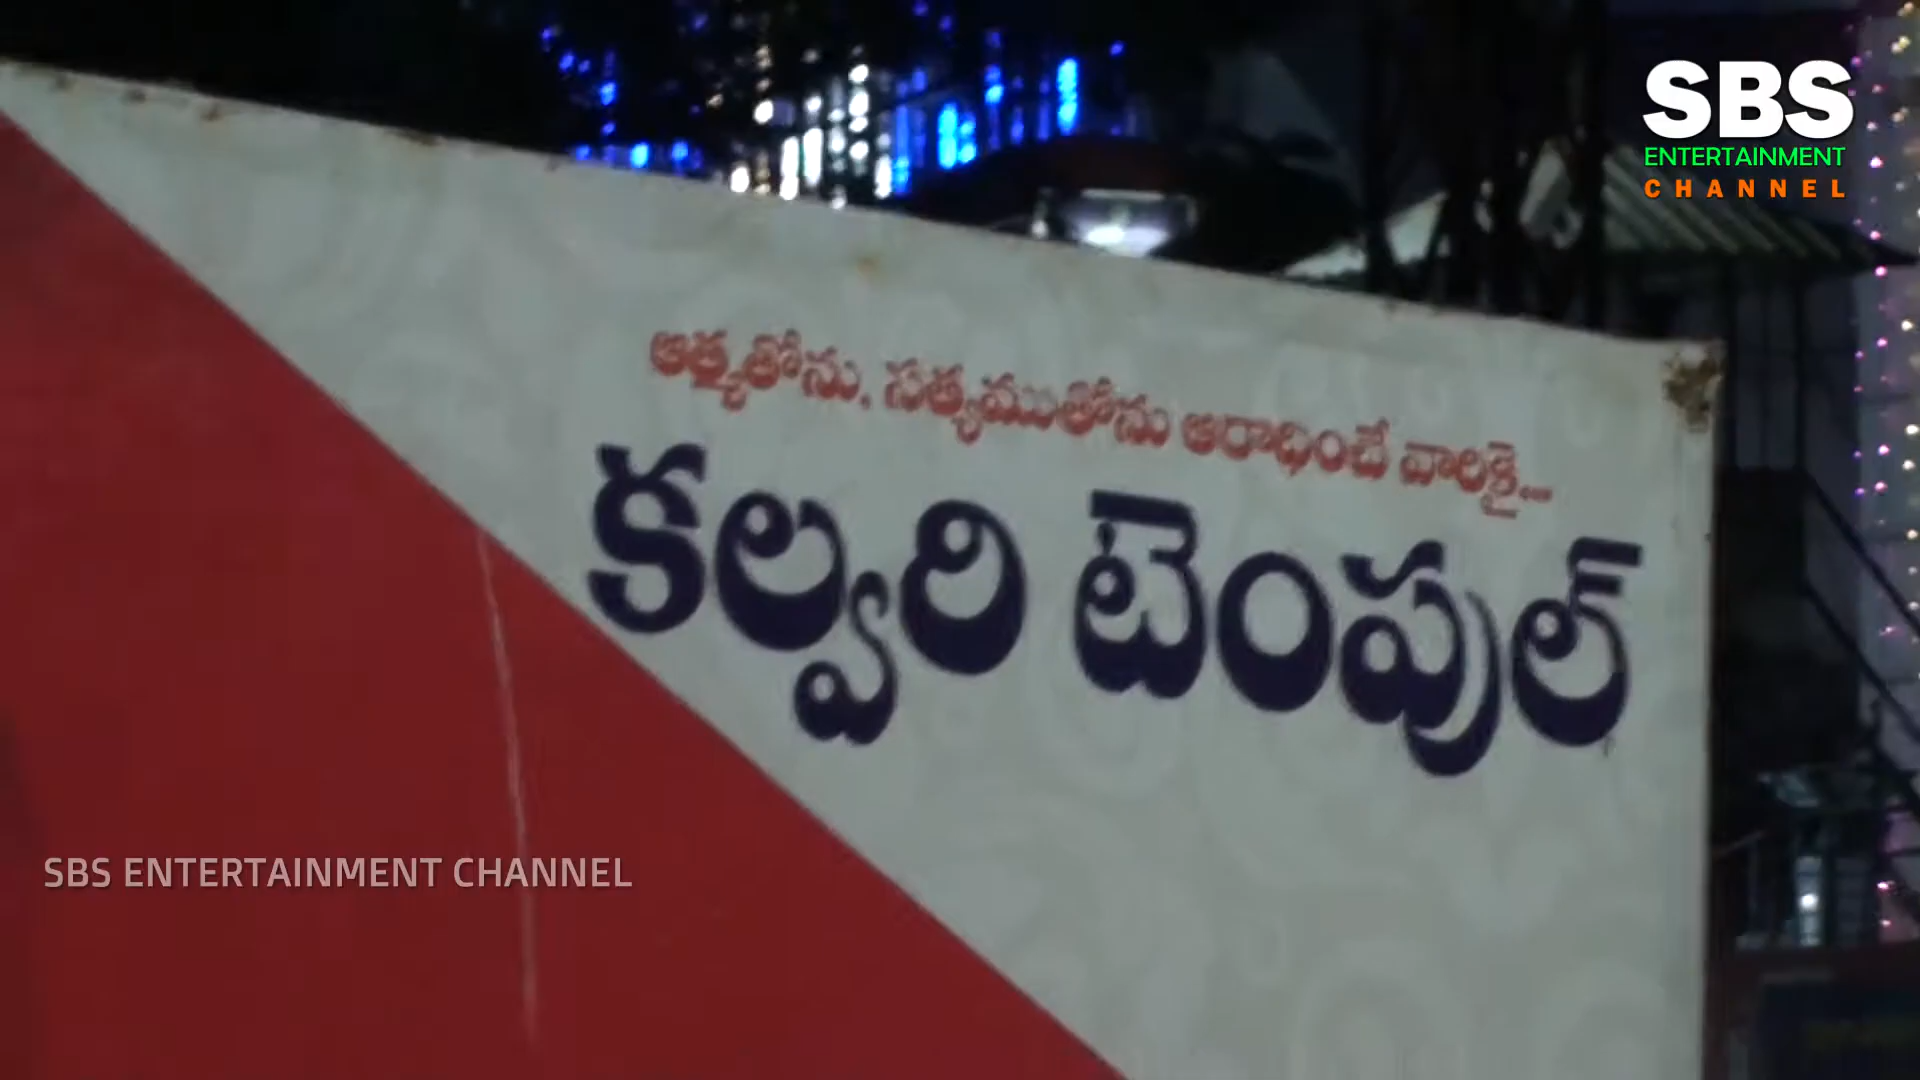 SBS
ENTERTAINMENT
CHANNEL
ఆత్మతోను, సత్యముతోను ఆరాధించే వారికై...
కల్వరి టెంపుల్
SBS ENTERTAINMENT CHANNEL